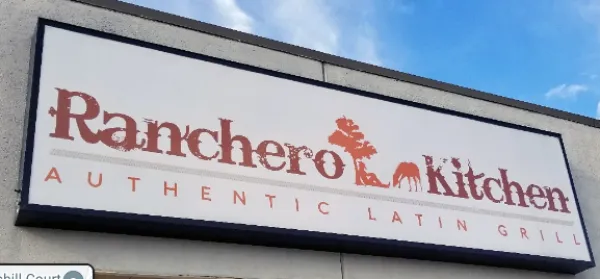 Ranchero Kitchen
AUTHENTIC LATIN GRILL